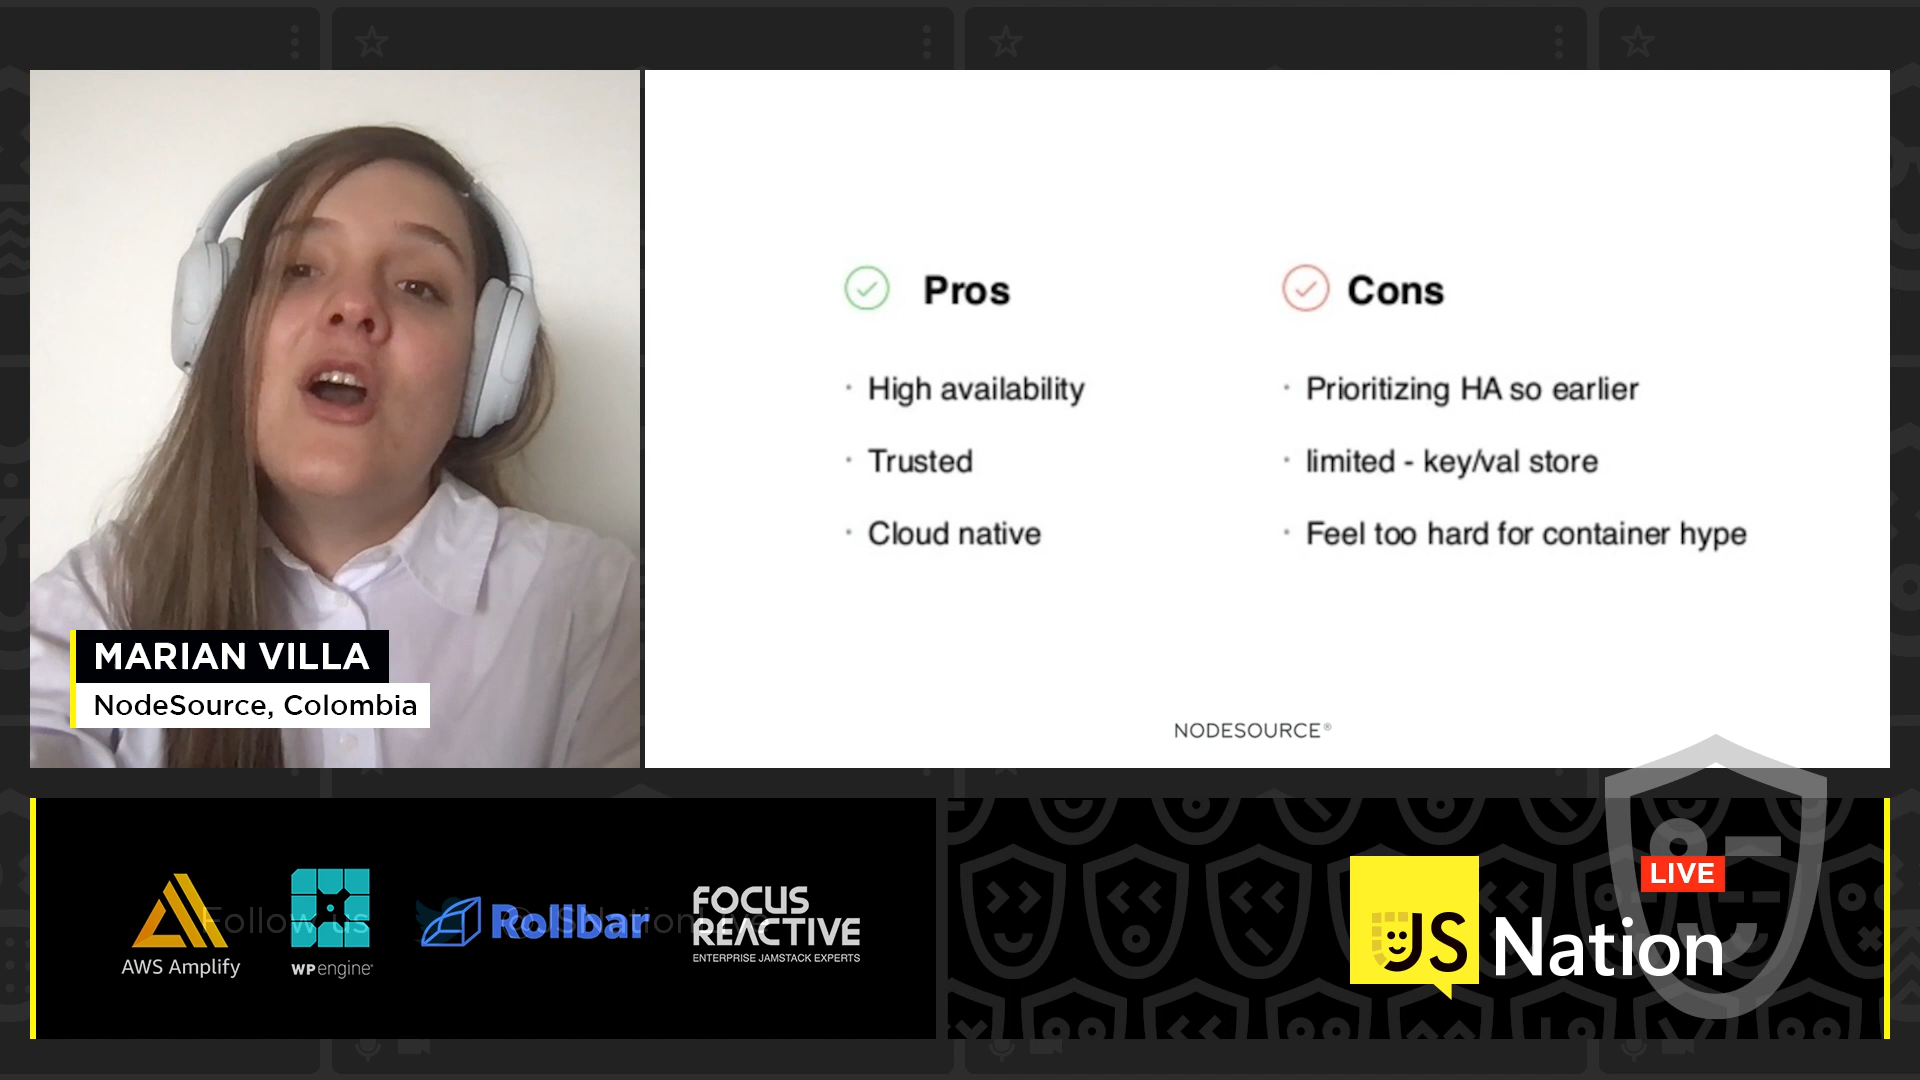 MARIAN VILLA
NodeSource, Colombia
Pros
· High availability
· Trusted
· Cloud native
Cons
· Prioritizing HA so earlier
· limited - key/val store
· Feel too hard for container hype
NODESOURCE®
AWS Amplify
WP engine
Rollbar
FOCUS
REACTIVE
ENTERPRISE JAMSTACK EXPERTS
Follow us
LIVE
JS Nation